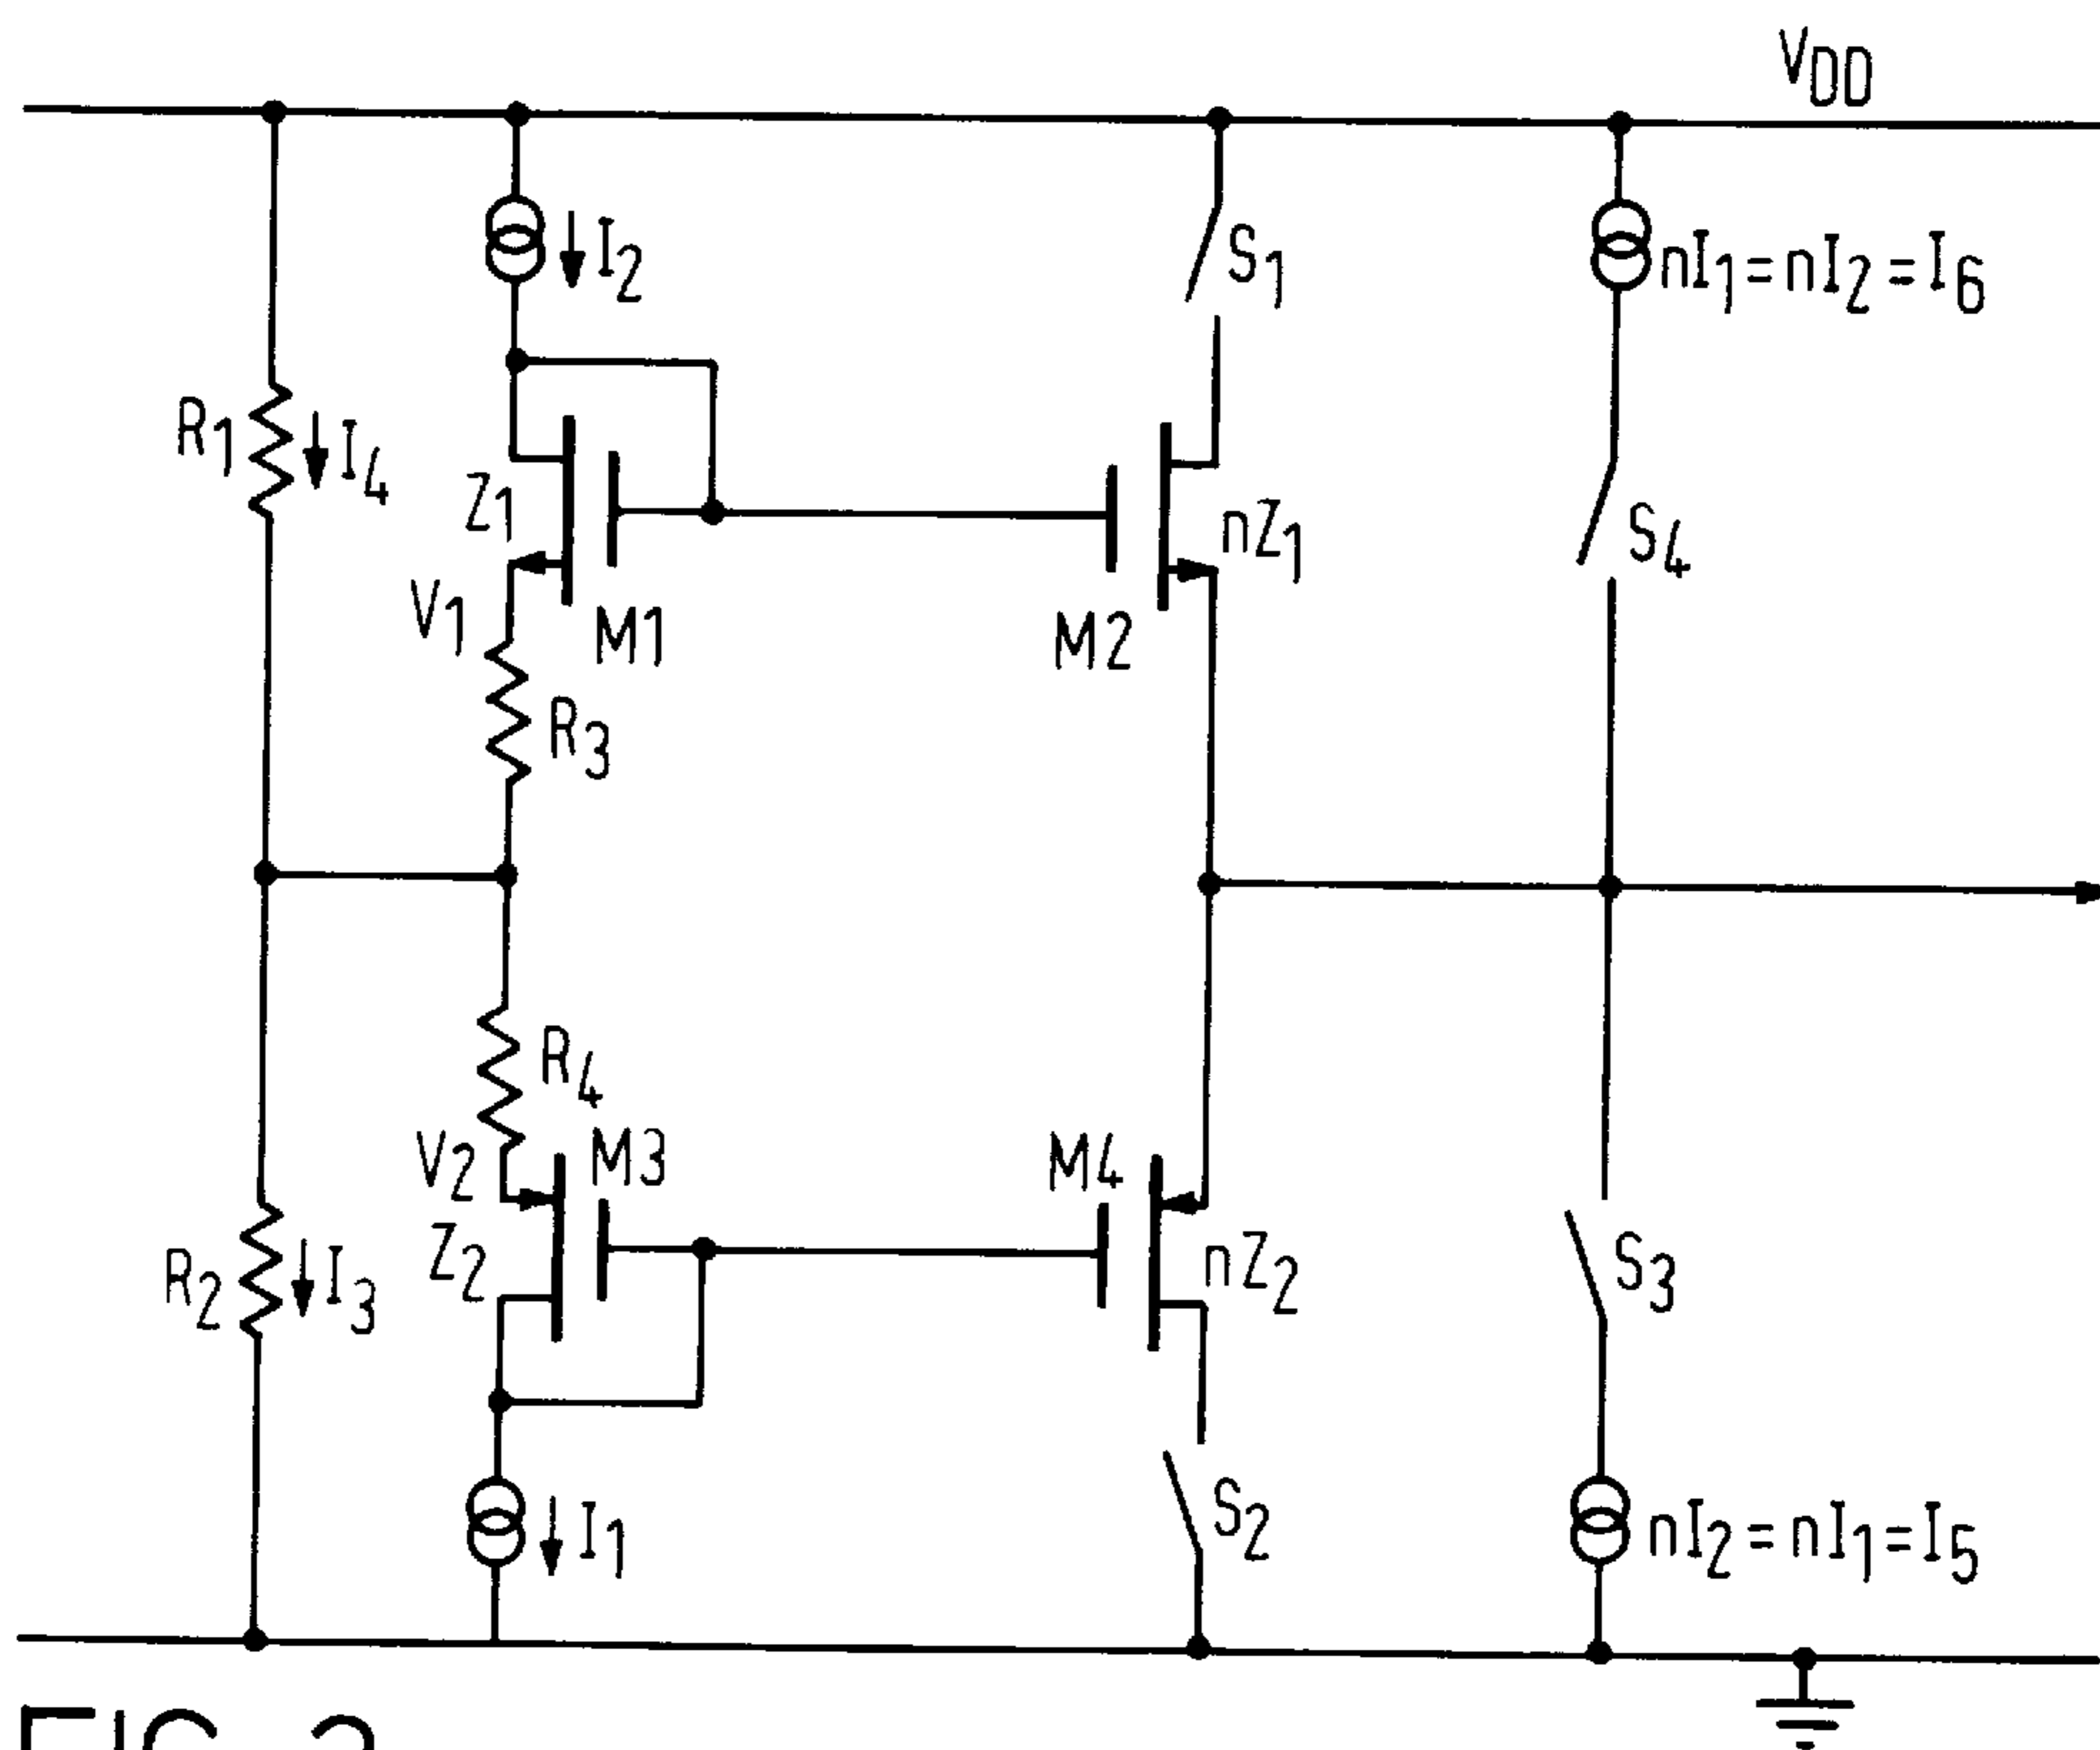 VDD
I2
S1
nI1=nI2=I6
R1
I4
Z1
nZ1
S4
V1
M1
M2
R3
R4
V2
M3
M4
Z2
nZ2
R2
I3
S3
I1
S2
nI2=nI1=I5